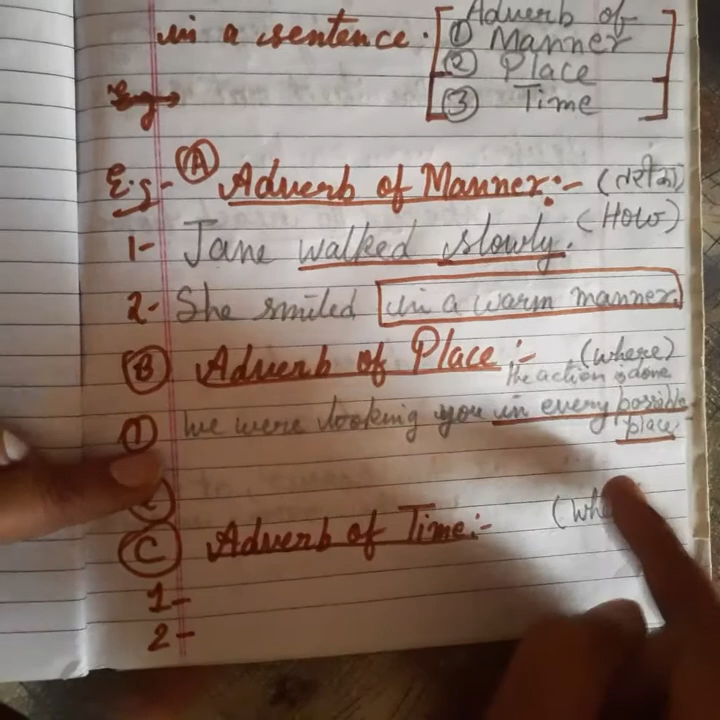 in a sentence.
Adverb of
① Manner
② Place
③ Time
Eg→
E.g- Ⓐ Adverb of Manner:- (तरीका)
(How)
1- Jane walked slowly.
2- She smiled in a warm manner.
Ⓑ Adverb of Place:- (where)
the action is done
① We were looking you in every possible
place
Ⓒ Adverb of Time:-
1-
2-